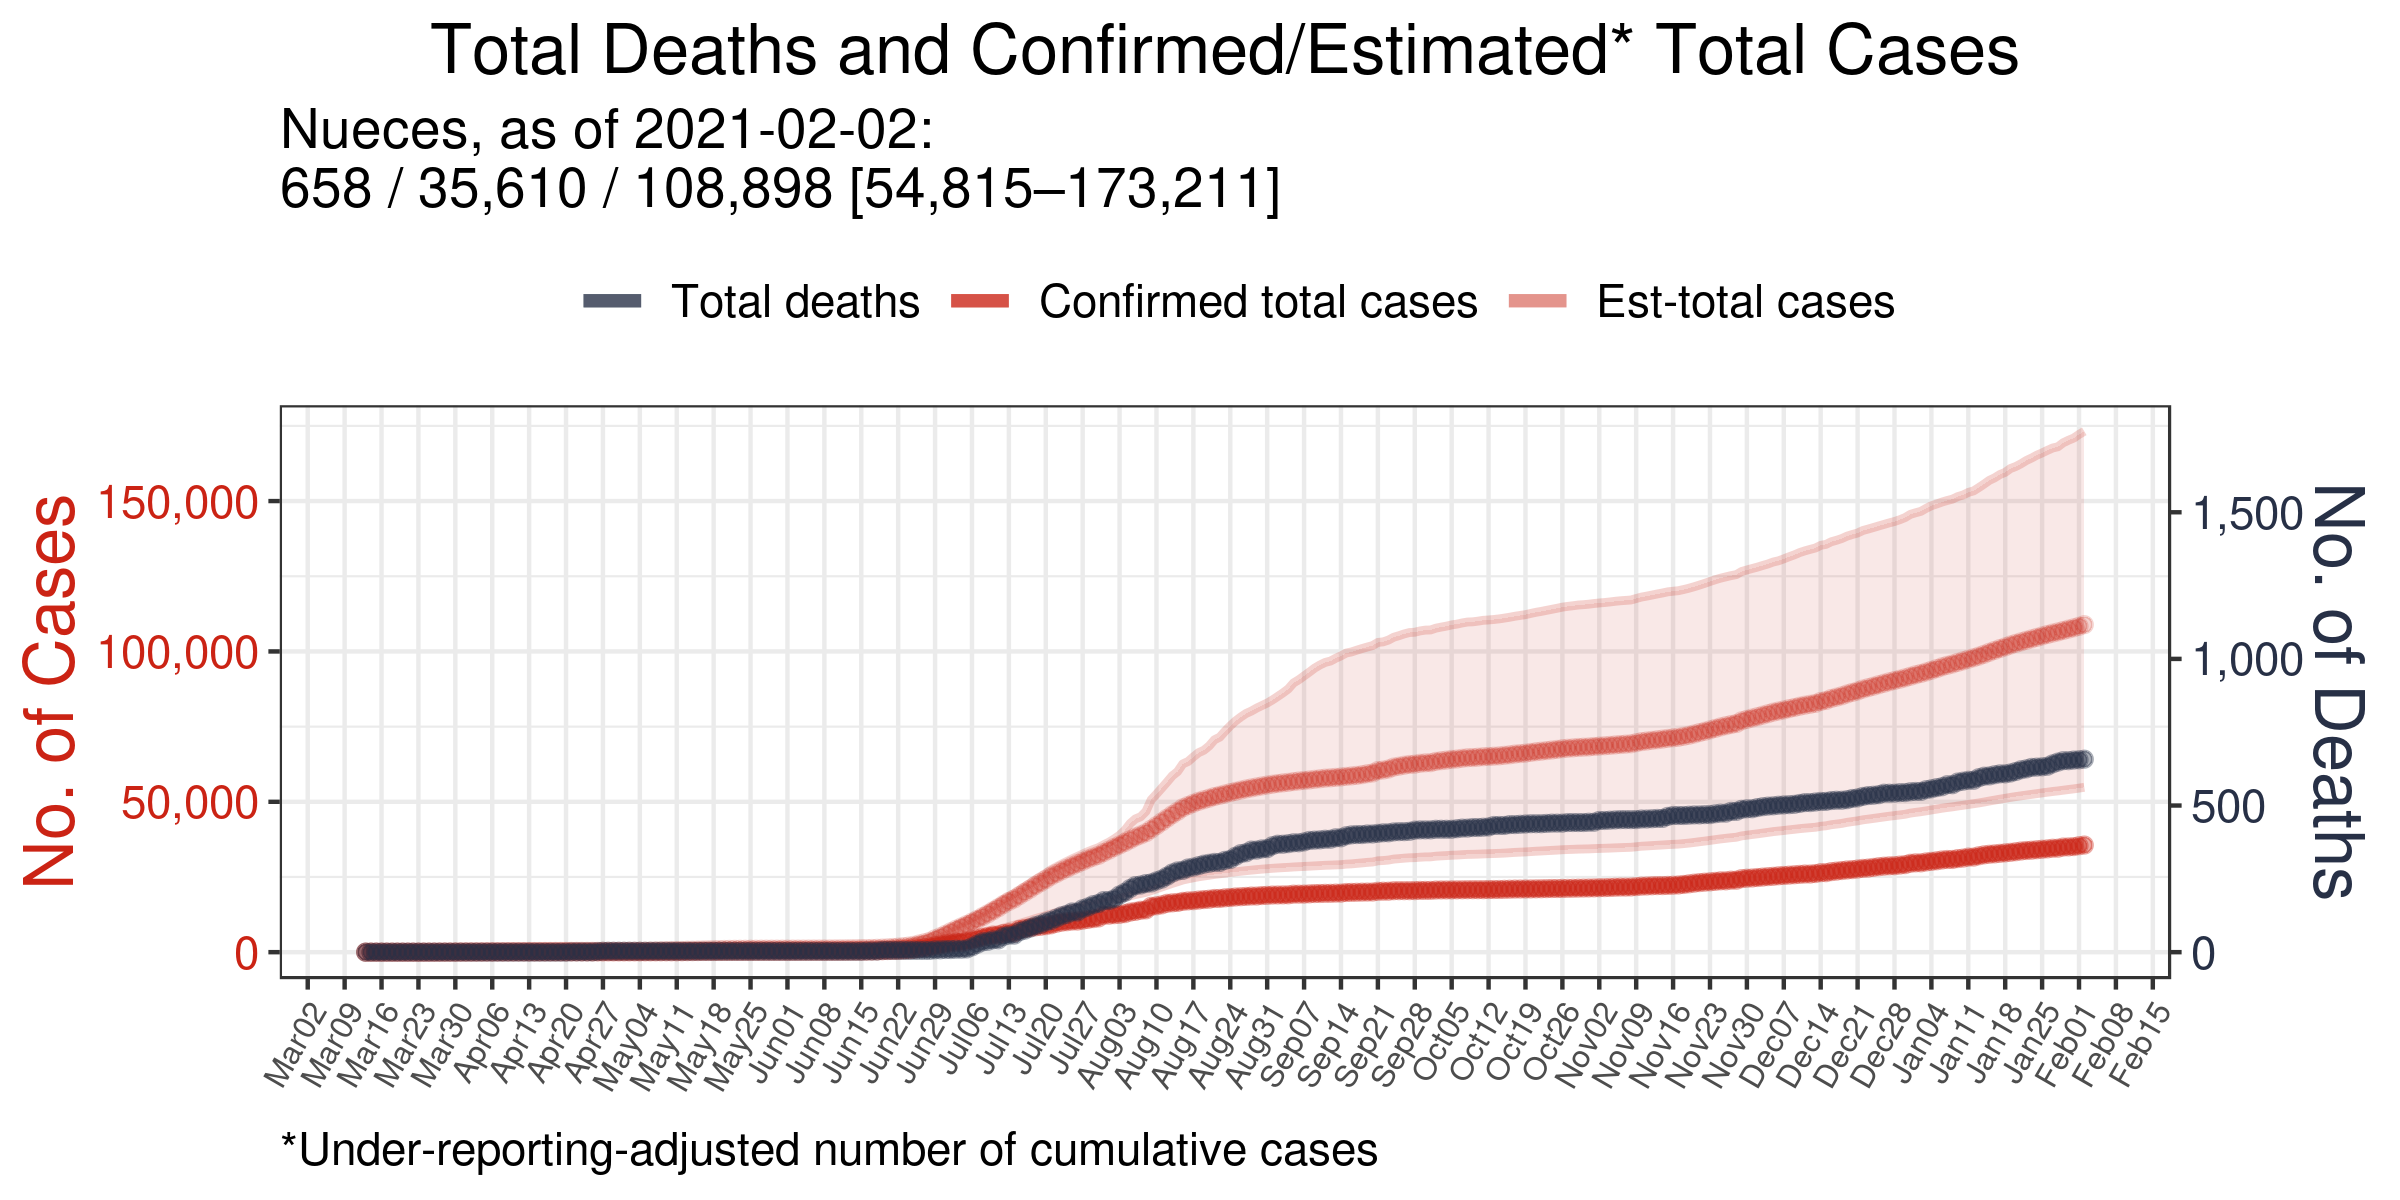 Total Deaths and Confirmed/Estimated* Total Cases
Nueces, as of 2021-02-02:
658 / 35,610 / 108,898 [54,815–173,211]
Total deaths
Confirmed total cases
Est-total cases
No. of Cases
150,000
100,000
50,000
0
1,500
1,000
500
0
No. of Deaths
Mar02
Mar09
Mar16
Mar23
Mar30
Apr06
Apr13
Apr20
Apr27
May04
May11
May18
May25
Jun01
Jun08
Jun15
Jun22
Jun29
Jul06
Jul13
Jul20
Jul27
Aug03
Aug10
Aug17
Aug24
Aug31
Sep07
Sep14
Sep21
Sep28
Oct05
Oct12
Oct19
Oct26
Nov02
Nov09
Nov16
Nov23
Nov30
Dec07
Dec14
Dec21
Dec28
Jan04
Jan11
Jan18
Jan25
Feb01
Feb08
Feb15
*Under-reporting-adjusted number of cumulative cases